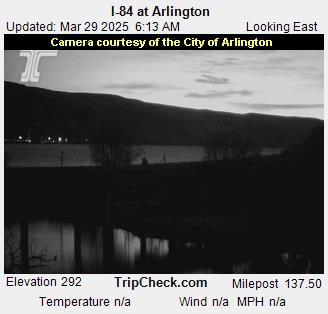 I-84 at Arlington
Updated: Mar 29 2025 6:13 AM Looking East
Camera courtesy of the City of Arlington
Elevation 292 TripCheck.com Milepost 137.50
Temperature n/a Wind n/a MPH n/a